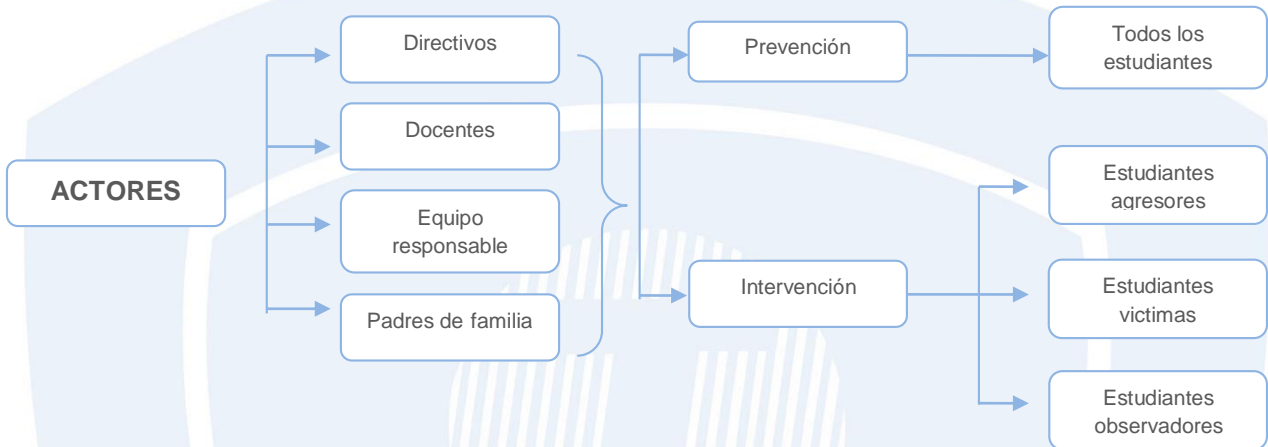 ACTORES
Directivos
Docentes
Equipo
responsable
Padres de familia
Prevención
Intervención
Todos los
estudiantes
Estudiantes
agresores
Estudiantes
victimas
Estudiantes
observadores